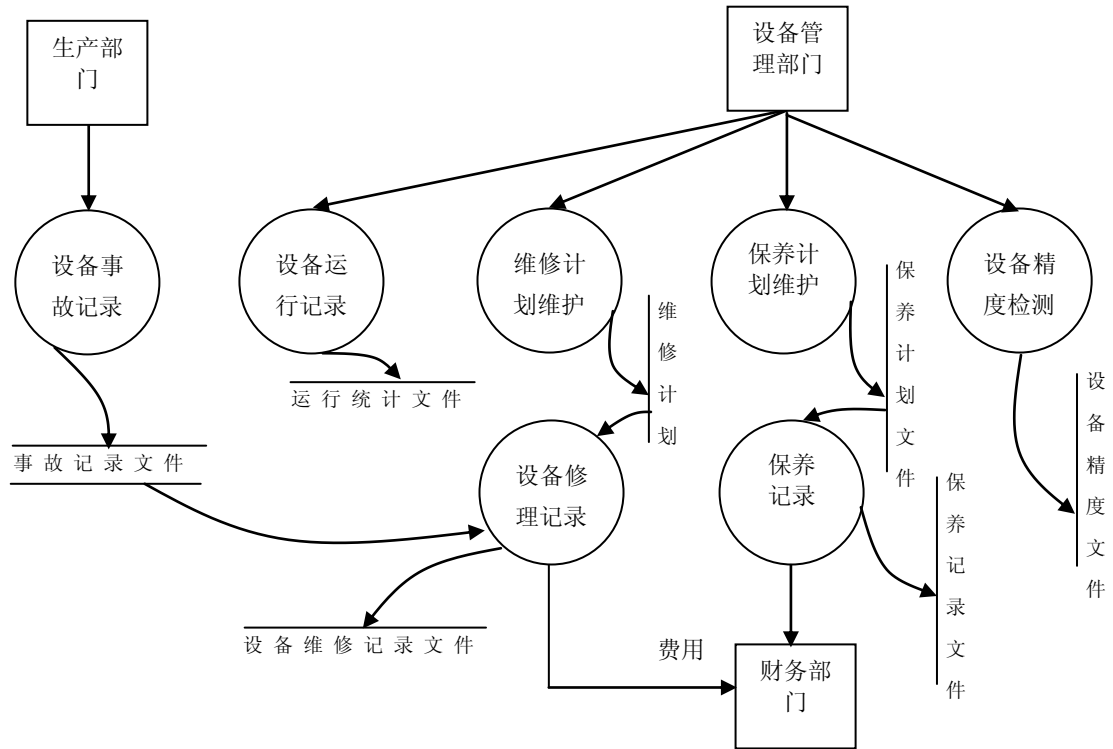 生产部
门
设备管
理部门
设备事
故记录
设备运
行记录
维修计
划维护
保养计
划维护
设备精
度检测
维修计划
保养计划文件
设备精度文件
运行统计文件
事故记录文件
设备修
理记录
保养
记录
保养记录文件
设备维修记录文件
费用
财务部
门